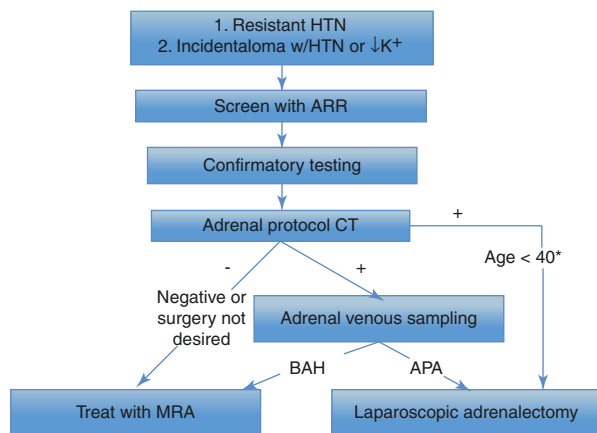 1. Resistant HTN
2. Incidentaloma w/HTN or ↓K⁺
Screen with ARR
Confirmatory testing
Adrenal protocol CT
+
Age < 40*
-
+
Negative or
surgery not
desired
Adrenal venous sampling
BAH
APA
Treat with MRA
Laparoscopic adrenalectomy